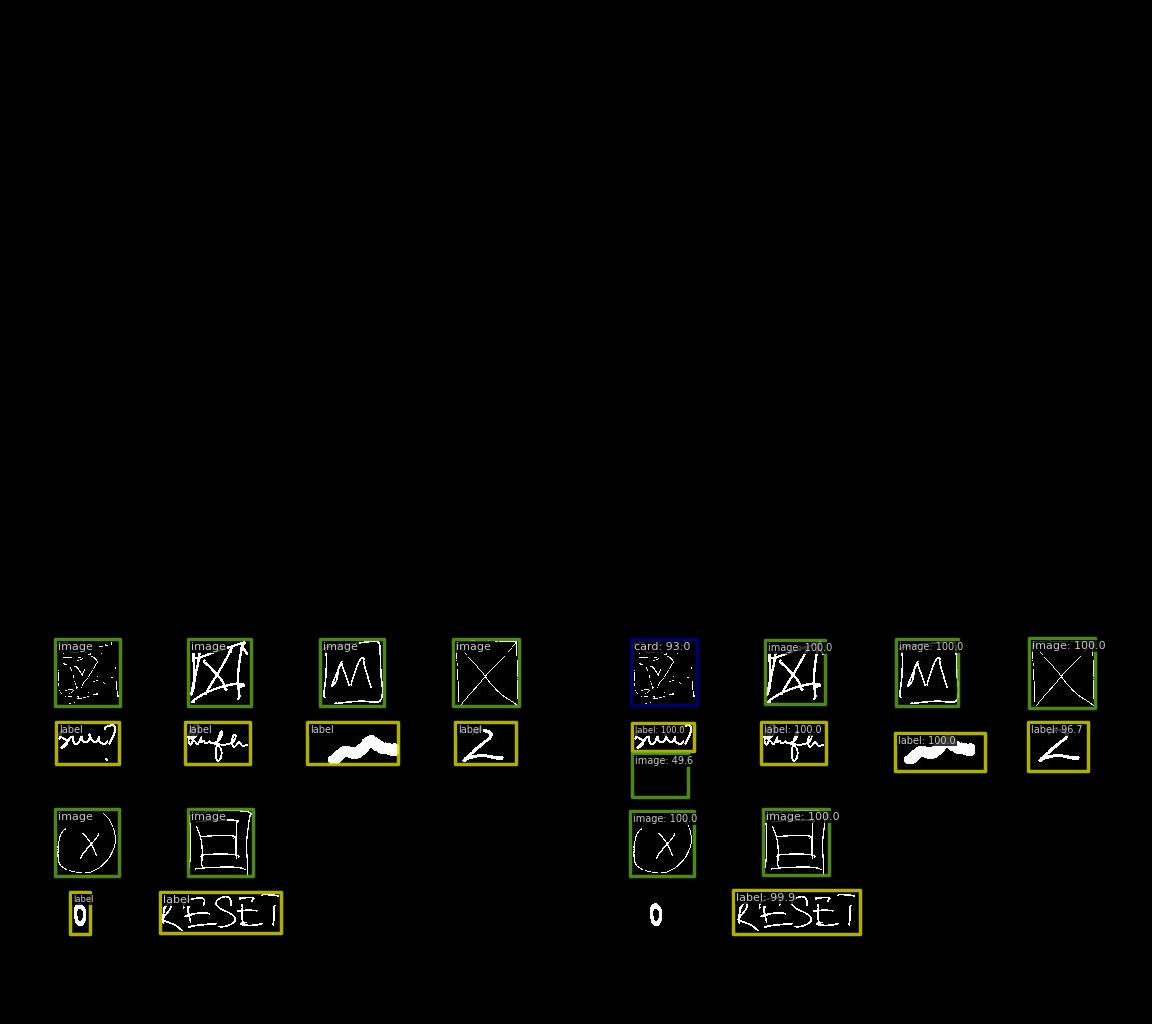 image image image image card: 93.0 image: 100.0 image: 100.0 image: 100.0
M M
label label label label label: 100.0 label: 100.0 label: 100.0 label: 96.7
2 2
image: 49.6
image image image: 100.0 image: 100.0
X X
label label label: 99.9
0 RESET 0 RESET